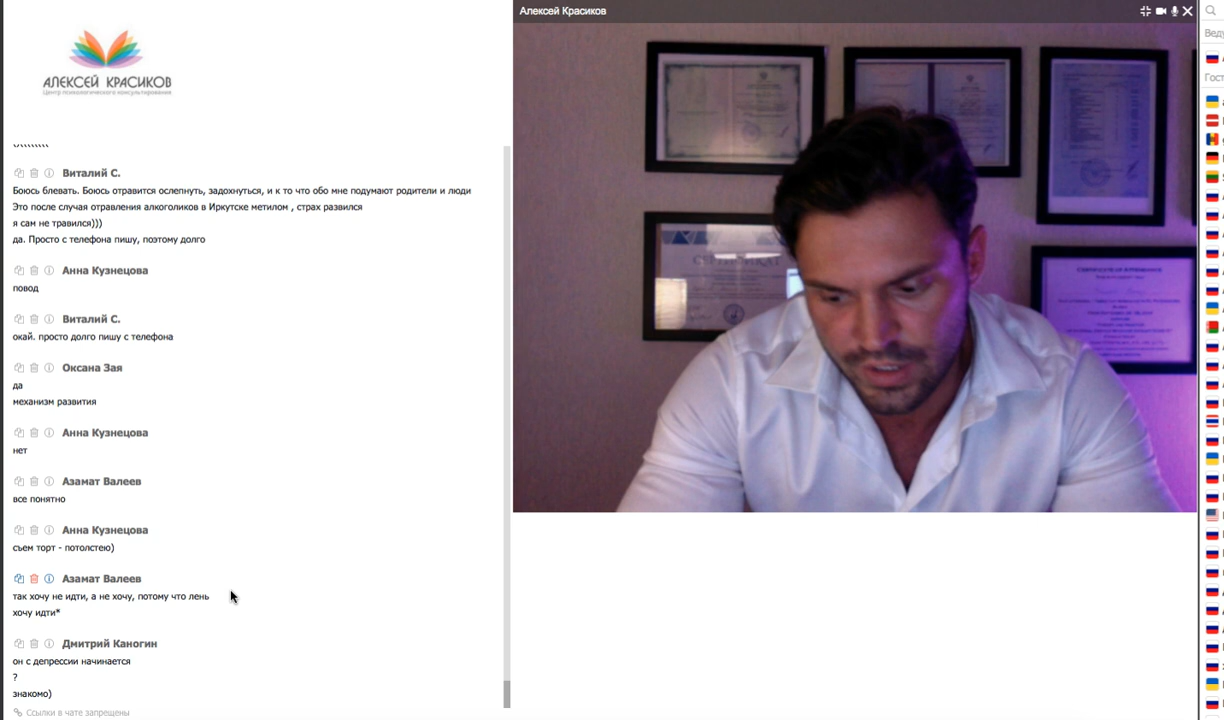 АЛЕКСЕЙ КРАСИКОВ
Центр психологического консультирования
Виталий С.
Боюсь блевать. Боюсь отравится ослепнуть, задохнуться, и к то что обо мне подумают родители и люди
Это после случая отравления алкоголиков в Иркутске метилом , страх развился
я сам не травился)))
да. Просто с телефона пишу, поэтому долго
Анна Кузнецова
повод
Виталий С.
окай. просто долго пишу с телефона
Оксана Зая
да
механизм развития
Анна Кузнецова
нет
Азамат Валеев
все понятно
Анна Кузнецова
съем торт - потолстею)
Азамат Валеев
так хочу не идти, а не хочу, потому что лень
хочу идти*
Дмитрий Каногин
он с депрессии начинается
?
знакомо)
Ссылки в чате запрещены
Алексей Красиков
СЕРТИФИКАТ
Веду
Гост